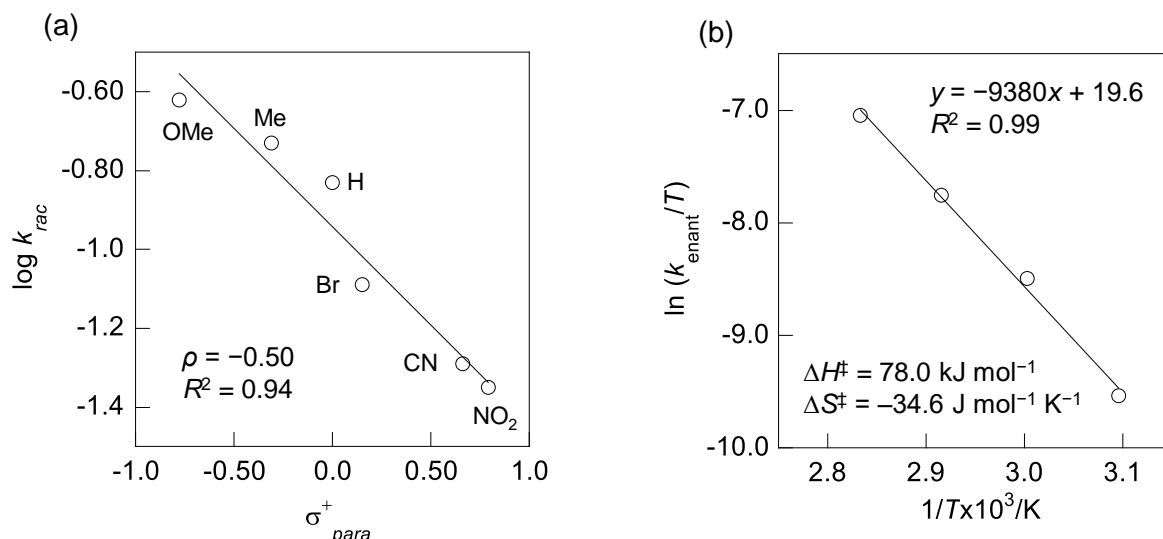 (a)
-0.60
-0.80
-1.0
-1.2
-1.4
log k_rac
OMe
Me
H
Br
CN
NO₂
ρ = −0.50
R² = 0.94
-1.0 -0.50 0.0 0.50 1.0
σ⁺_para
(b)
-7.0
-8.0
-9.0
-10.0
ln (k_enant/T)
y = −9380x + 19.6
R² = 0.99
ΔH‡ = 78.0 kJ mol⁻¹
ΔS‡ = –34.6 J mol⁻¹ K⁻¹
2.8 2.9 3.0 3.1
1/Tx10³/K